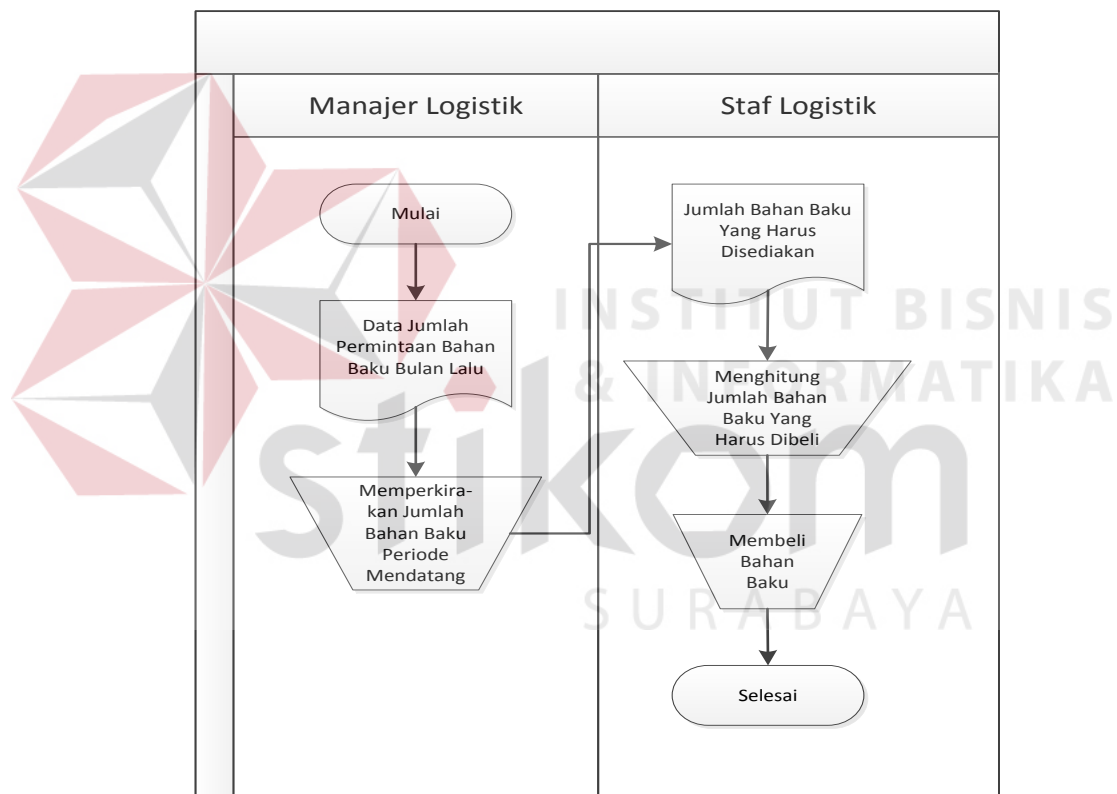 Manajer Logistik
Staf Logistik
Mulai
Data Jumlah
Permintaan Bahan
Baku Bulan Lalu
Memperkira-
kan Jumlah
Bahan Baku
Periode
Mendatang
Jumlah Bahan Baku
Yang Harus
Disediakan
Menghitung
Jumlah Bahan
Baku Yang
Harus Dibeli
Membeli
Bahan
Baku
Selesai
INSTITUT BISNIS
& INFORMATIKA
stikom
SURABAYA